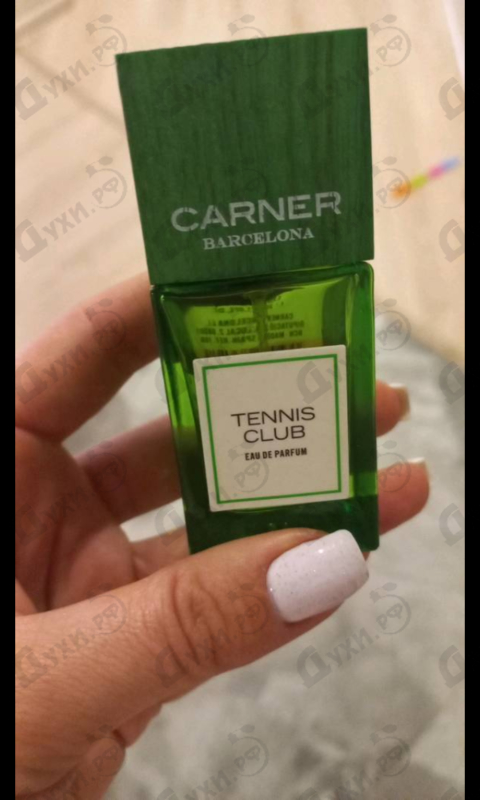 CARNER
BARCELONA
TENNIS
CLUB
EAU DE PARFUM
Духи.РФ